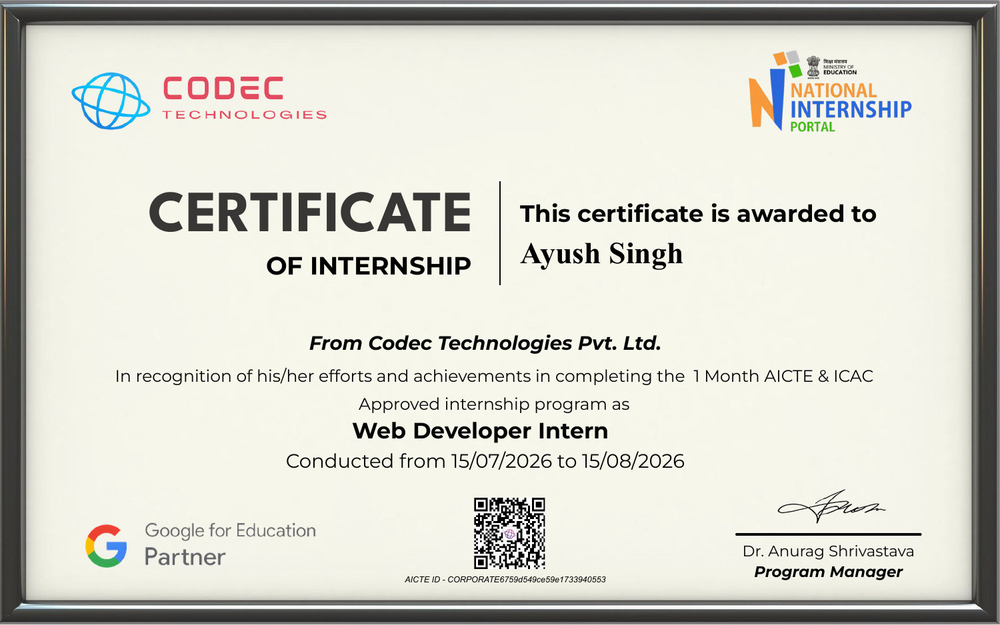 CODEC
TECHNOLOGIES
शिक्षा मंत्रालय
MINISTRY OF
EDUCATION
सत्यमेव जयते
NATIONAL
INTERNSHIP
PORTAL
CERTIFICATE
OF INTERNSHIP
This certificate is awarded to
Ayush Singh
From Codec Technologies Pvt. Ltd.
In recognition of his/her efforts and achievements in completing the 1 Month AICTE & ICAC
Approved internship program as
Web Developer Intern
Conducted from 15/07/2026 to 15/08/2026
Google for Education
Partner
AICTE ID - CORPORATE6759d549ce59e1733940553
Dr. Anurag Shrivastava
Program Manager